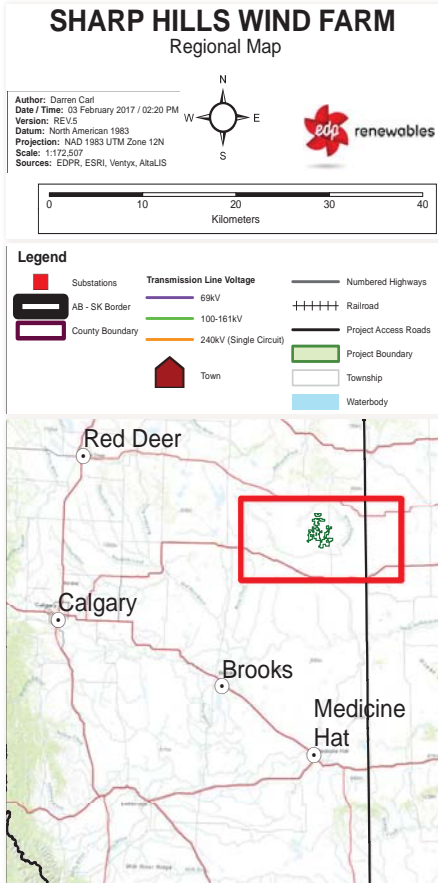 SHARP HILLS WIND FARM
Regional Map
Author: Darren Carl
Date / Time: 03 February 2017 / 02:20 PM
Version: REV.5
Datum: North American 1983
Projection: NAD 1983 UTM Zone 12N
Scale: 1:172,507
Sources: EDPR, ESRI, Ventyx, AltaLIS
N
W
E
S
edp renewables
0 10 20 30 40
Kilometers
Legend
Substations
AB - SK Border
County Boundary
Transmission Line Voltage
69kV
100-161kV
240kV (Single Circuit)
Town
Numbered Highways
Railroad
Project Access Roads
Project Boundary
Township
Waterbody
Red Deer
Calgary
Brooks
Medicine
Hat